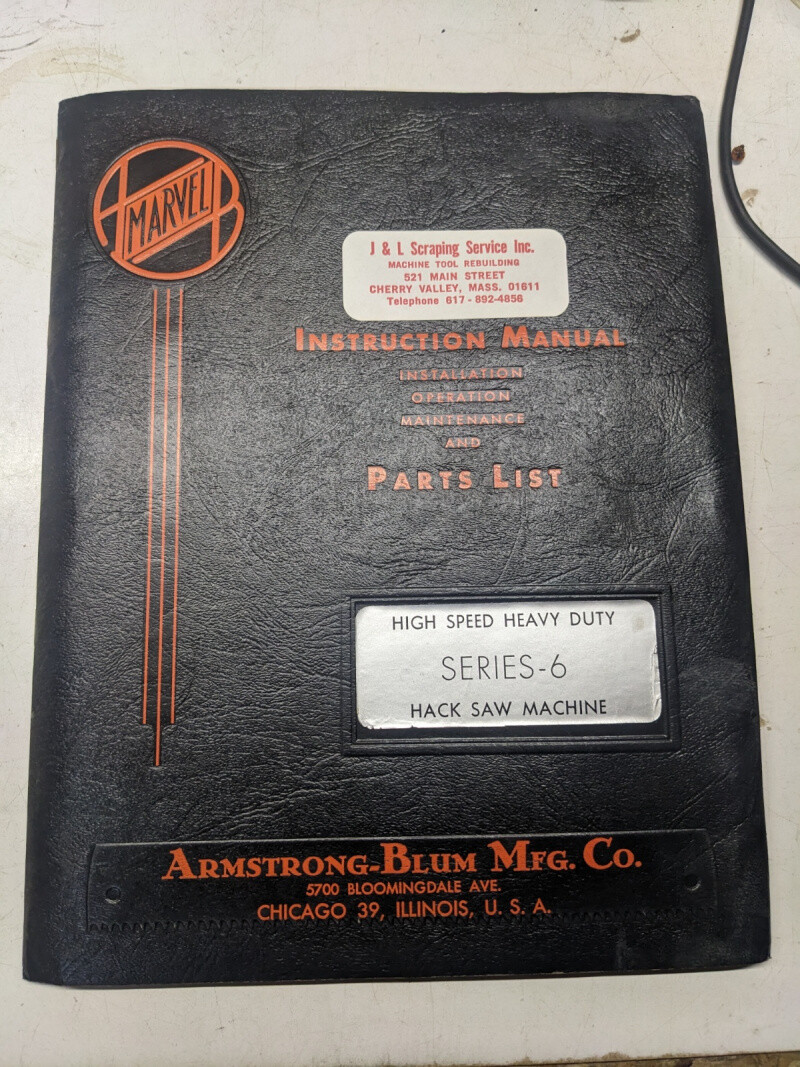 A MARVEL B
J & L Scraping Service Inc.
MACHINE TOOL REBUILDING
521 MAIN STREET
CHERRY VALLEY, MASS. 01611
Telephone 617-892-4856
INSTRUCTION MANUAL
INSTALLATION
OPERATION
MAINTENANCE
AND
PARTS LIST
HIGH SPEED HEAVY DUTY
SERIES-6
HACK SAW MACHINE
ARMSTRONG-BLUM MFG. CO.
5700 BLOOMINGDALE AVE.
CHICAGO 39, ILLINOIS, U. S. A.